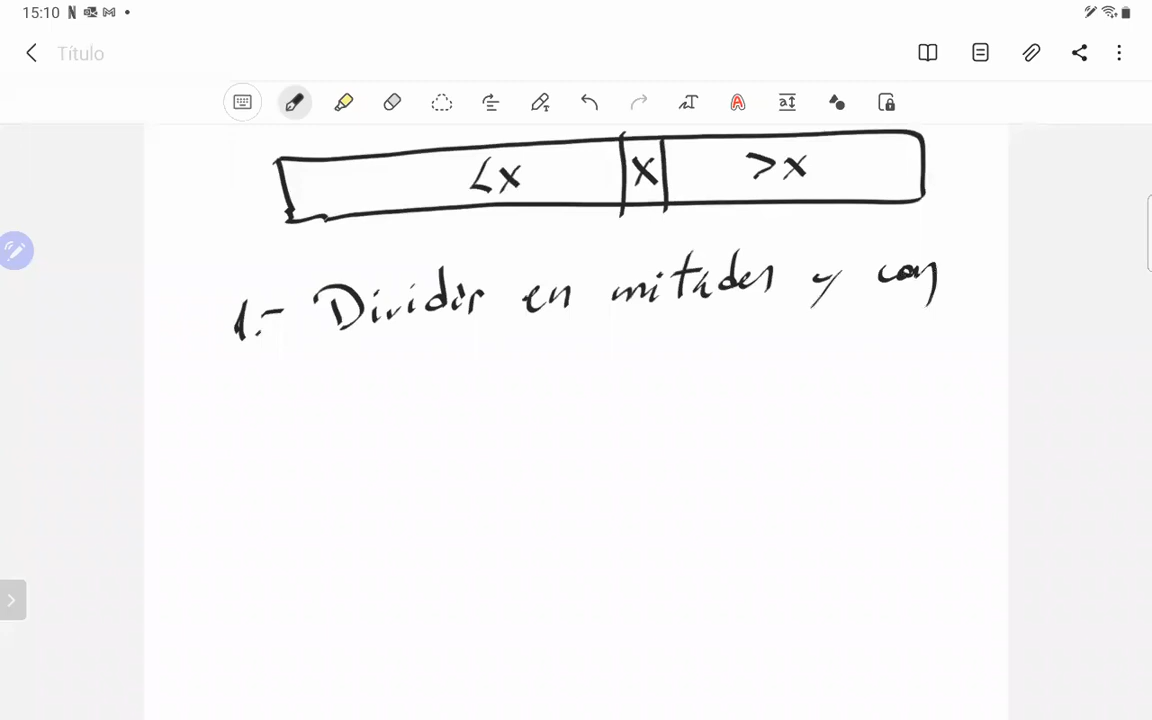 15:10
Título
<x
x
>x
1.- Dividir en mitades y con